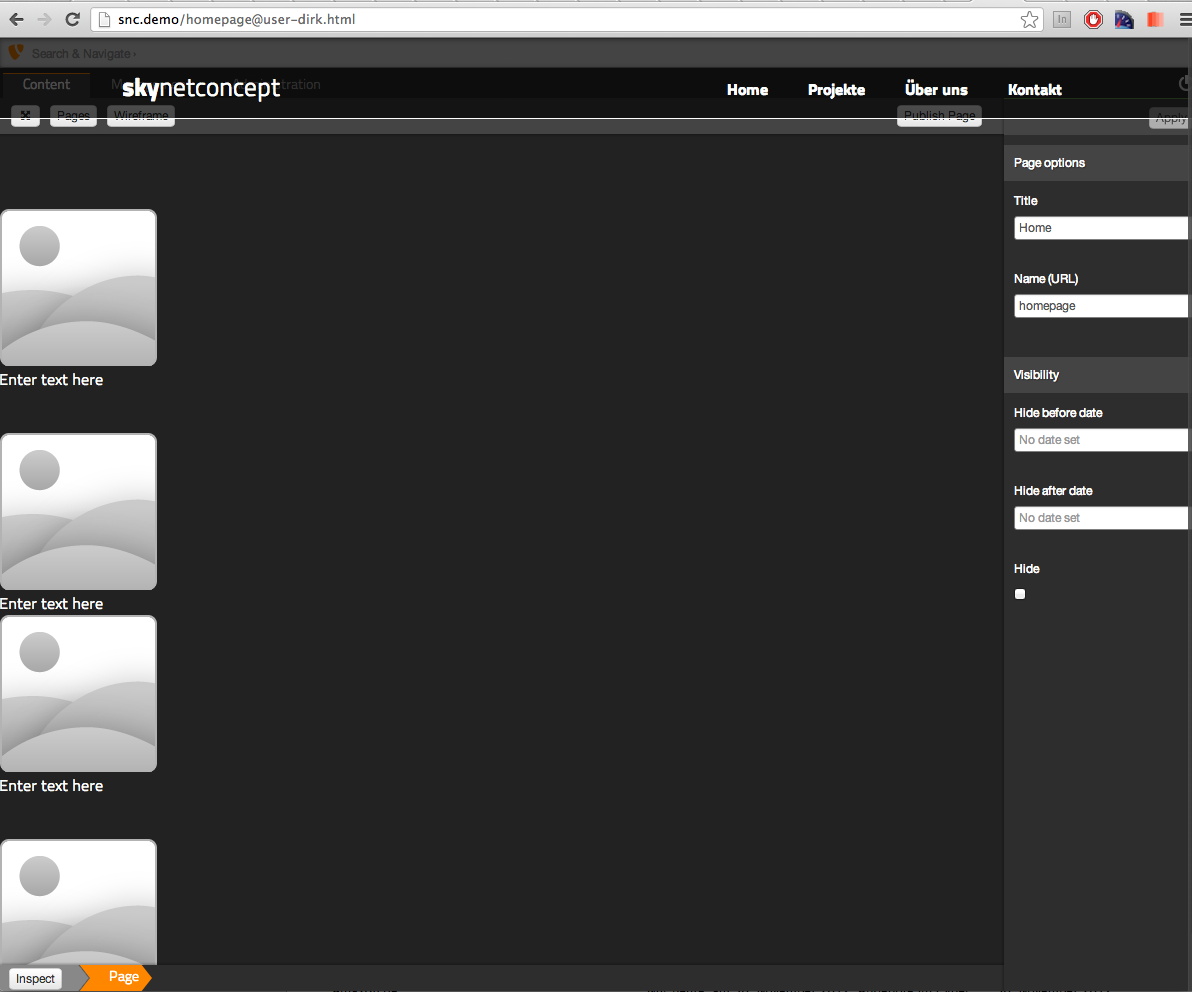 snc.demo/homepage@user-dirk.html
In
Search & Navigate
Content
skynetconcept
Home Projekte Über uns Kontakt
Pages Wireframe Publish Page Apply
Page options
Title
Home
Name (URL)
homepage
Visibility
Hide before date
No date set
Hide after date
No date set
Hide
Enter text here
Enter text here
Enter text here
Inspect Page